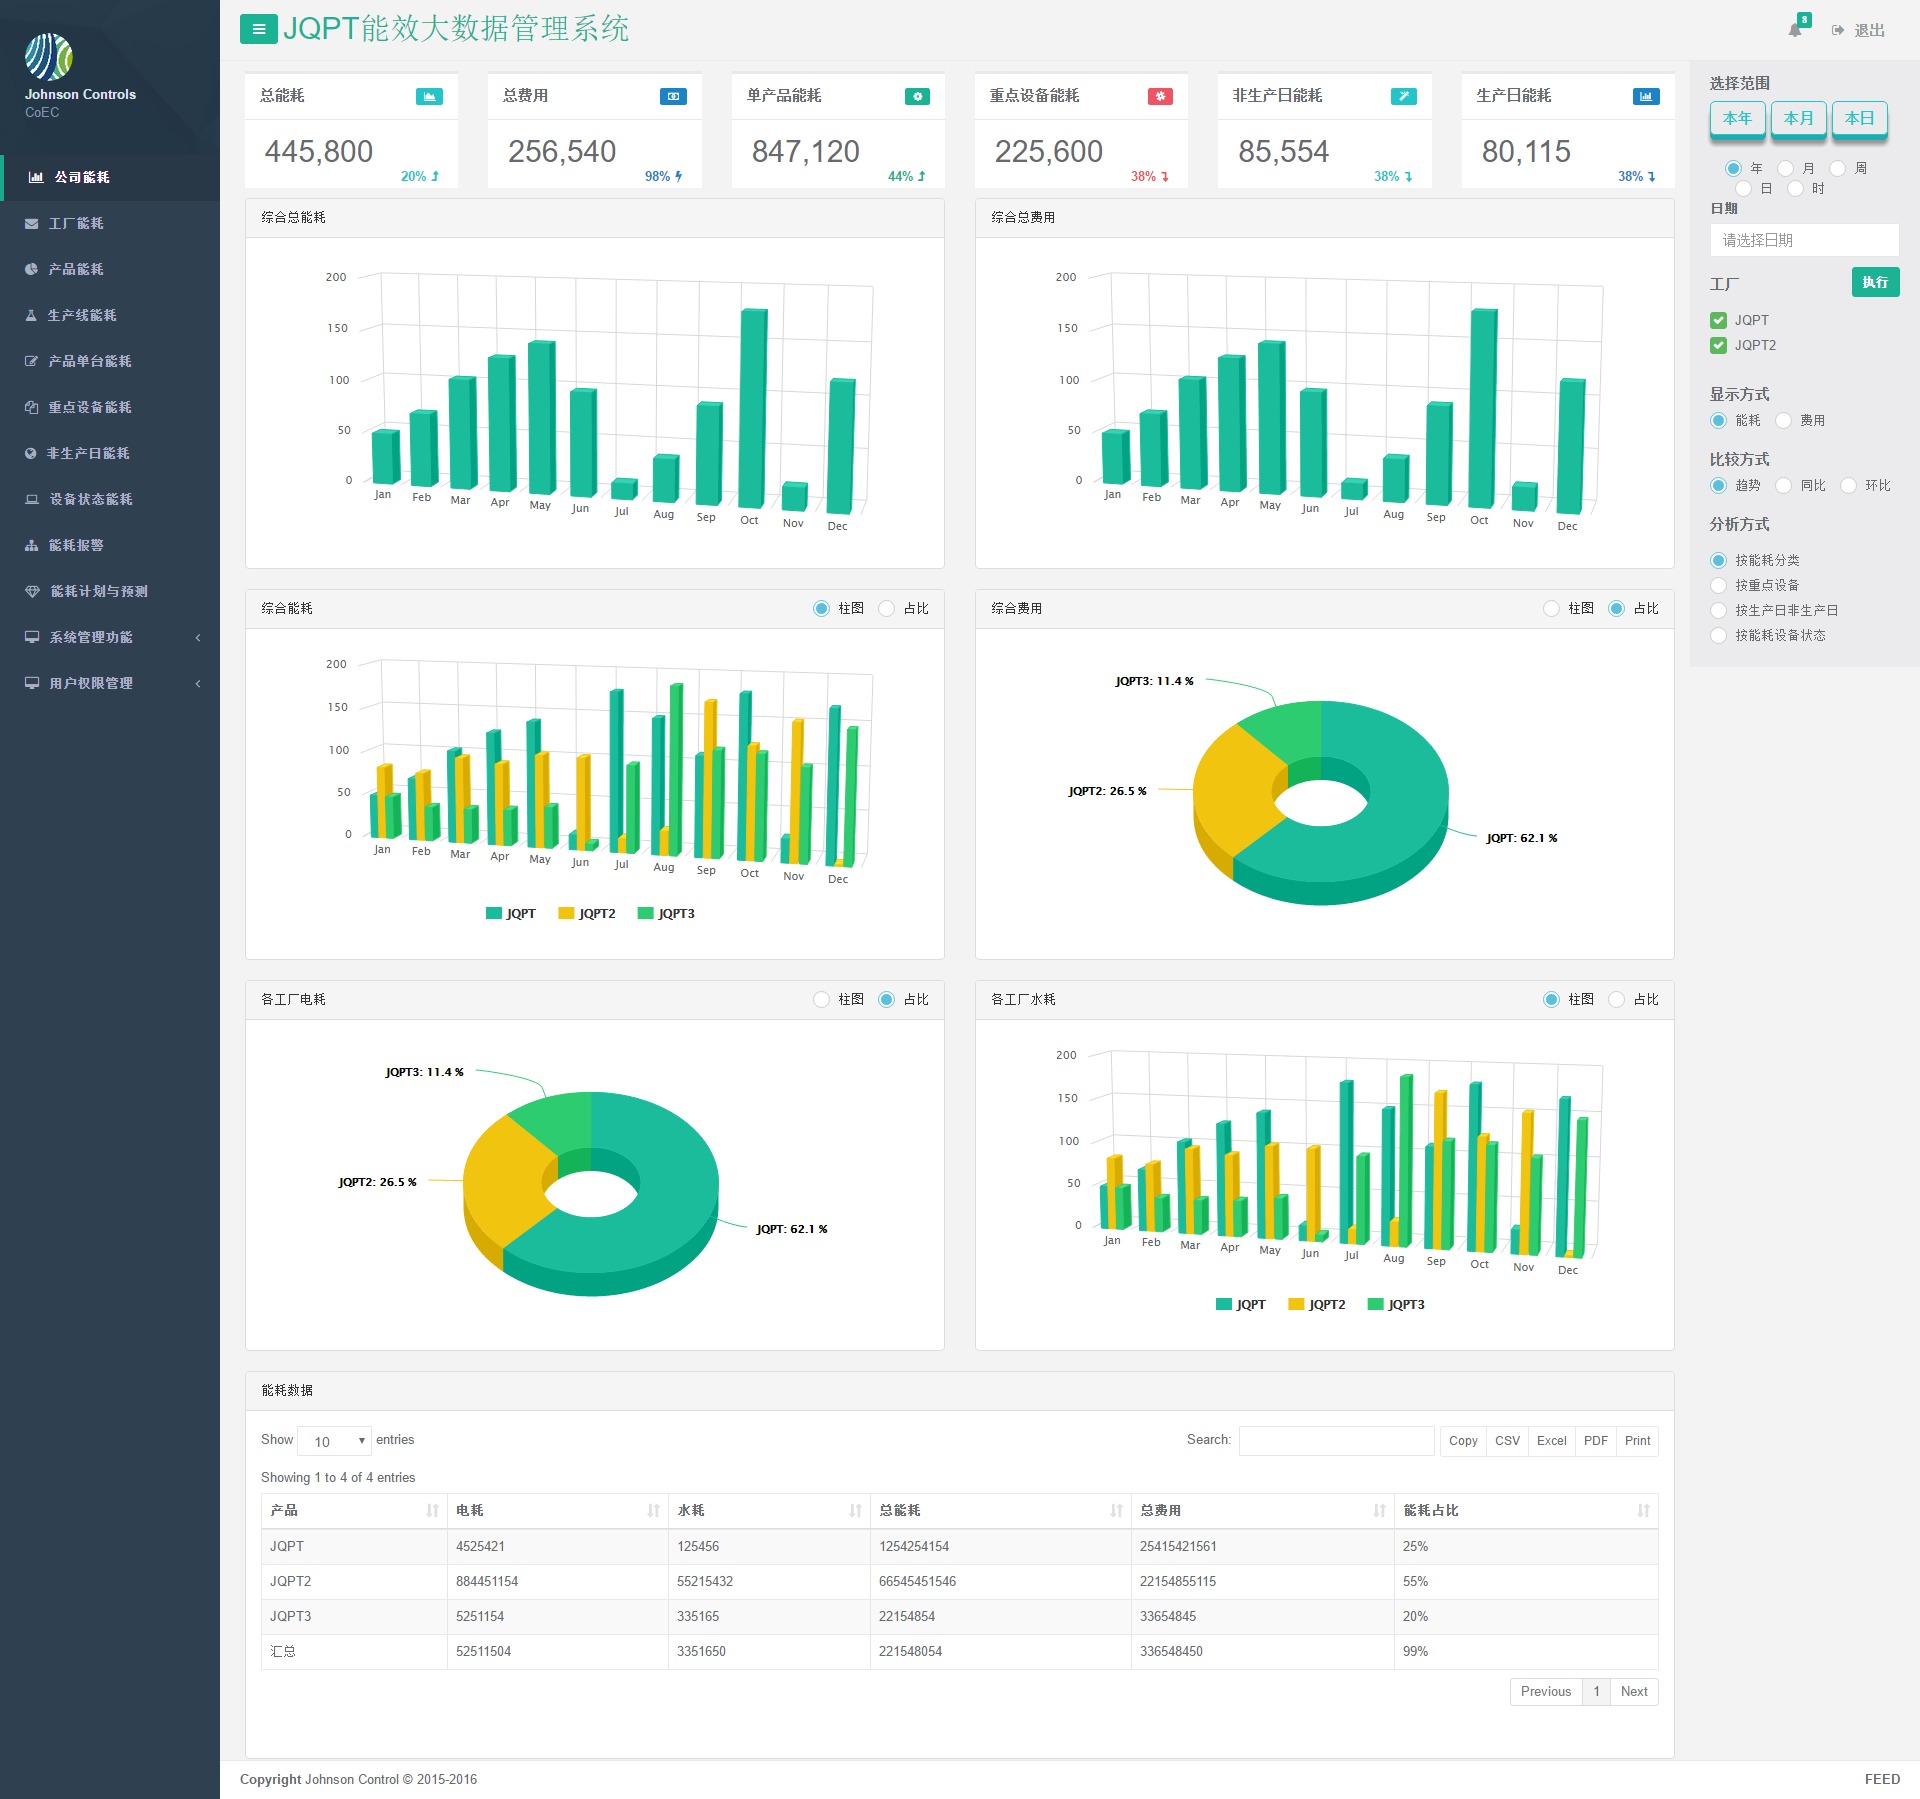 Johnson Controls
CoEC
公司能耗
工厂能耗
产品能耗
生产线能耗
产品单台能耗
重点设备能耗
非生产日能耗
设备状态能耗
能耗报警
能耗计划与预测
系统管理功能
用户权限管理
JQPT能效大数据管理系统
8
退出
总能耗
445,800
20%
总费用
256,540
98%
单产品能耗
847,120
44%
重点设备能耗
225,600
38%
非生产日能耗
85,554
38%
生产日能耗
80,115
38%
综合总能耗
200
150
100
50
0
Jan Feb Mar Apr May Jun Jul Aug Sep Oct Nov Dec
综合总费用
200
150
100
50
0
Jan Feb Mar Apr May Jun Jul Aug Sep Oct Nov Dec
综合能耗 柱图 占比
200
150
100
50
0
Jan Feb Mar Apr May Jun Jul Aug Sep Oct Nov Dec
JQPT JQPT2 JQPT3
综合费用 柱图 占比
JQPT3: 11.4 %
JQPT2: 26.5 %
JQPT: 62.1 %
各工厂电耗 柱图 占比
JQPT3: 11.4 %
JQPT2: 26.5 %
JQPT: 62.1 %
各工厂水耗 柱图 占比
200
150
100
50
0
Jan Feb Mar Apr May Jun Jul Aug Sep Oct Nov Dec
JQPT JQPT2 JQPT3
能耗数据
Show 10 entries
Search: Copy CSV Excel PDF Print
Showing 1 to 4 of 4 entries
产品 电耗 水耗 总能耗 总费用 能耗占比
JQPT 4525421 125456 1254254154 25415421561 25%
JQPT2 884451154 55215432 66545451546 22154855115 55%
JQPT3 5251154 335165 22154854 33654845 20%
汇总 52511504 3351650 221548054 336548450 99%
Previous 1 Next
选择范围
本年 本月 本日
年 月 周
日 时
日期
请选择日期
工厂 执行
JQPT
JQPT2
显示方式
能耗 费用
比较方式
趋势 同比 环比
分析方式
按能耗分类
按重点设备
按生产日非生产日
按能耗设备状态
Copyright Johnson Control © 2015-2016
FEED